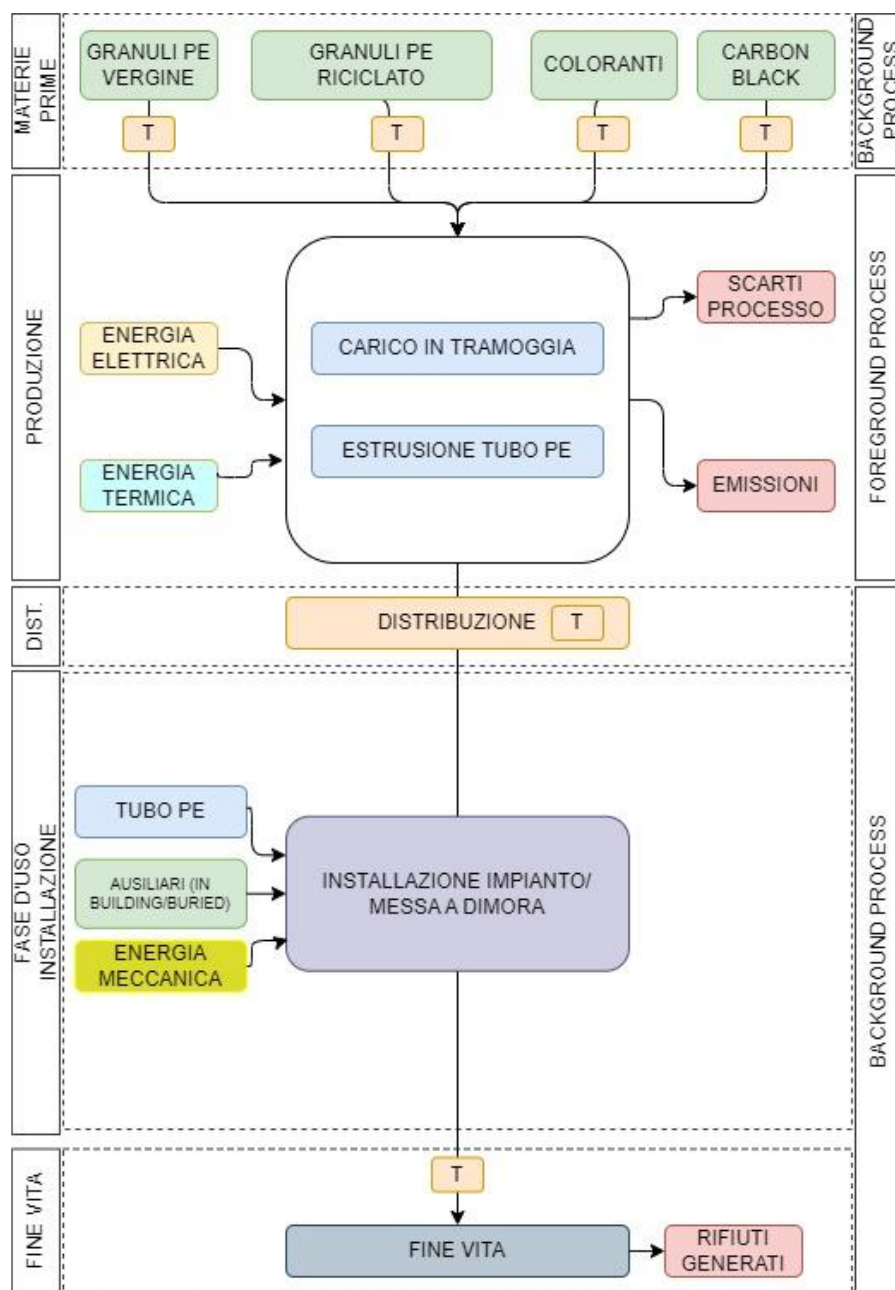 MATERIE
PRIME
GRANULI PE
VERGINE
GRANULI PE
RICICLATO
COLORANTI
CARBON
BLACK
T
T
T
T
BACKGROUND
PROCESS
PRODUZIONE
ENERGIA
ELETTRICA
ENERGIA
TERMICA
CARICO IN TRAMOGGIA
ESTRUSIONE TUBO PE
SCARTI
PROCESSO
EMISSIONI
FOREGROUND PROCESS
DIST.
DISTRIBUZIONE
T
FASE D'USO
INSTALLAZIONE
TUBO PE
AUSILIARI (IN
BUILDING/BURIED)
ENERGIA
MECCANICA
INSTALLAZIONE IMPIANTO/
MESSA A DIMORA
BACKGROUND PROCESS
FINE VITA
T
FINE VITA
RIFIUTI
GENERATI